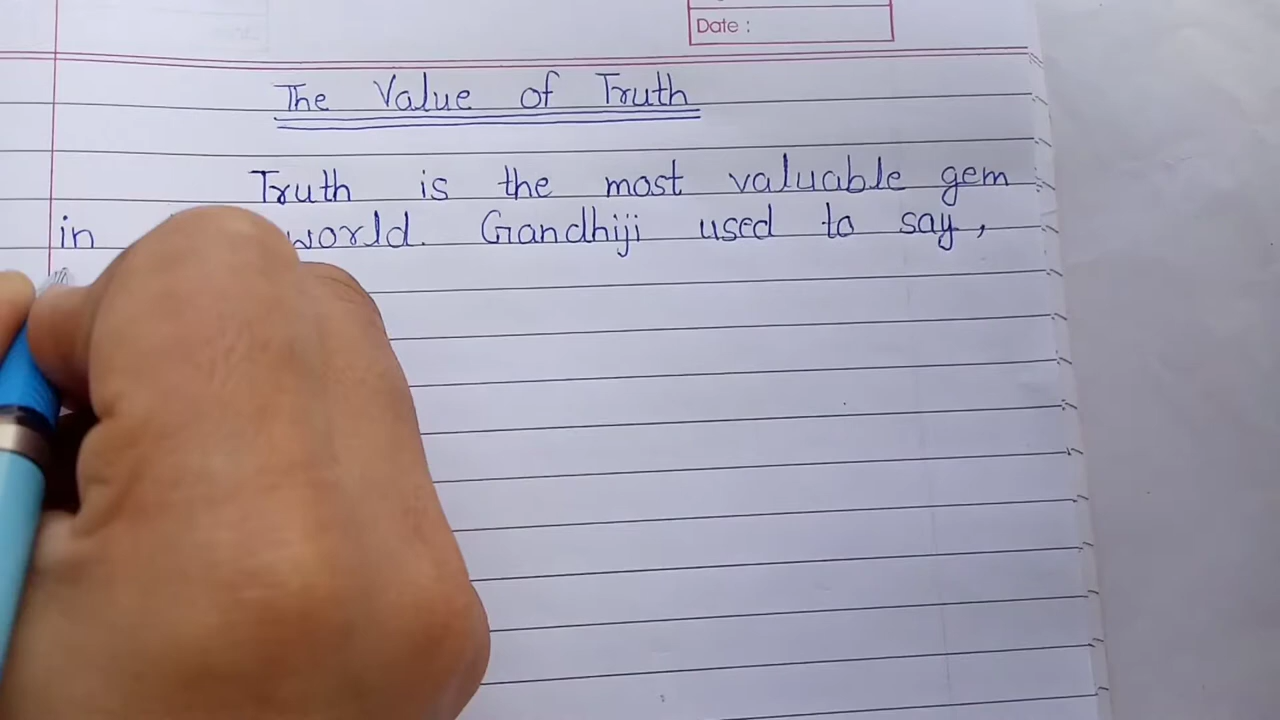 Date :
The Value of Truth
Truth is the most valuable gem
in world. Gandhiji used to say,